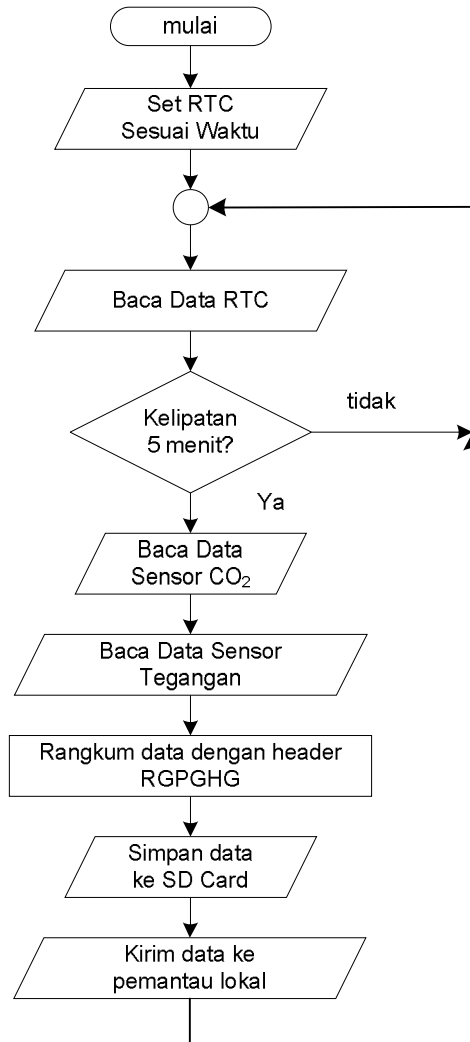 mulai
Set RTC
Sesuai Waktu
Baca Data RTC
Kelipatan
5 menit?
tidak
Ya
Baca Data
Sensor CO₂
Baca Data Sensor
Tegangan
Rangkum data dengan header
RGPGHG
Simpan data
ke SD Card
Kirim data ke
pemantau lokal